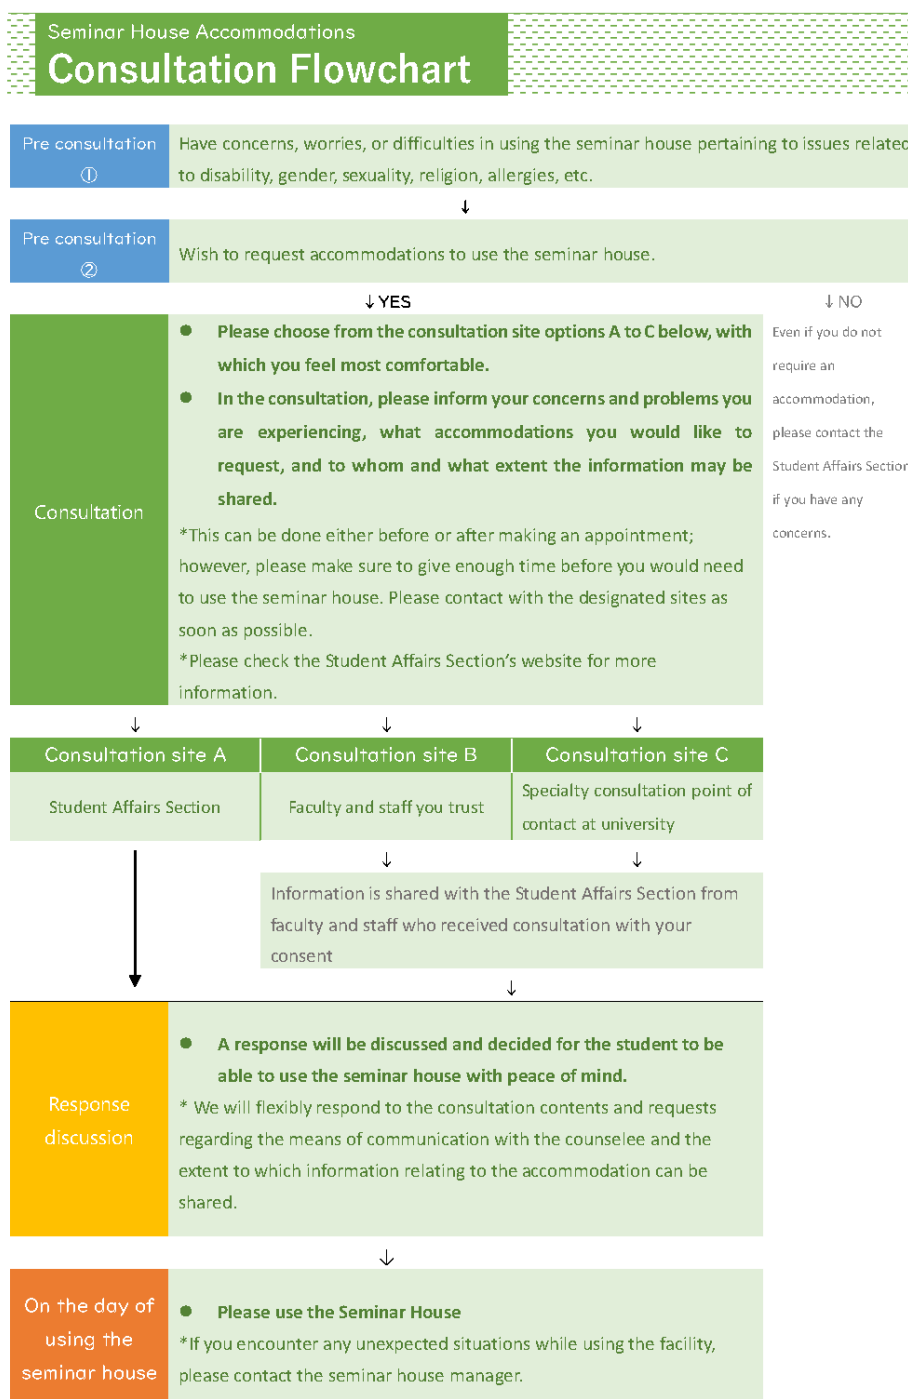 Seminar House Accommodations
Consultation Flowchart
Pre consultation
①
Have concerns, worries, or difficulties in using the seminar house pertaining to issues related
to disability, gender, sexuality, religion, allergies, etc.
↓
Pre consultation
②
Wish to request accommodations to use the seminar house.
↓ YES
↓ NO
Consultation
● Please choose from the consultation site options A to C below, with
which you feel most comfortable.
● In the consultation, please inform your concerns and problems you
are experiencing, what accommodations you would like to
request, and to whom and what extent the information may be
shared.
*This can be done either before or after making an appointment;
however, please make sure to give enough time before you would need
to use the seminar house. Please contact with the designated sites as
soon as possible.
*Please check the Student Affairs Section's website for more
information.
Even if you do not
require an
accommodation,
please contact the
Student Affairs Section
if you have any
concerns.
↓ ↓ ↓
Consultation site A
Consultation site B
Consultation site C
Student Affairs Section
Faculty and staff you trust
Specialty consultation point of
contact at university
↓ ↓
Information is shared with the Student Affairs Section from
faculty and staff who received consultation with your
consent
↓
Response
discussion
● A response will be discussed and decided for the student to be
able to use the seminar house with peace of mind.
* We will flexibly respond to the consultation contents and requests
regarding the means of communication with the counselee and the
extent to which information relating to the accommodation can be
shared.
↓
On the day of
using the
seminar house
● Please use the Seminar House
*If you encounter any unexpected situations while using the facility,
please contact the seminar house manager.